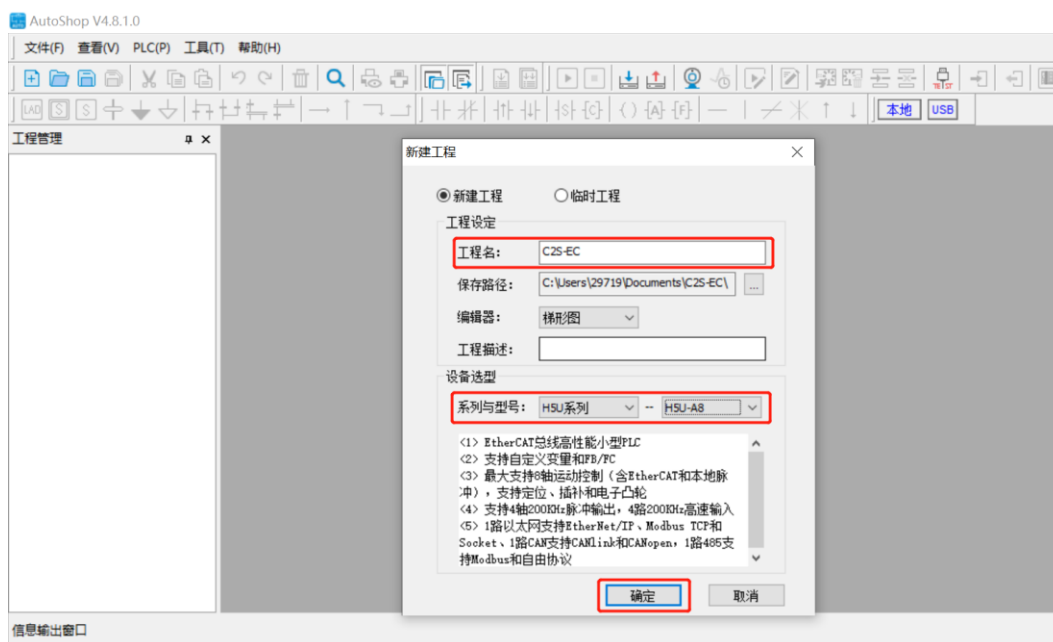 AutoShop V4.8.1.0
文件(F) 查看(V) PLC(P) 工具(T) 帮助(H)
TEST
LAD S S S C A F 本地 USB
工程管理
新建工程
新建工程 临时工程
工程设定
工程名： C2S-EC
保存路径： C:\Users\29719\Documents\C2S-EC\ ...
编辑器： 梯形图
工程描述：
设备选型
系列与型号： H5U系列 -- H5U-A8
<1> EtherCAT总线高性能小型PLC
<2> 支持自定义变量和FB/FC
<3> 最大支持8轴运动控制（含EtherCAT和本地脉
冲），支持定位、插补和电子凸轮
<4> 支持4轴200KHz脉冲输出，4路200KHz高速输入
<5> 1路以太网支持EtherNet/IP、Modbus TCP和
Socket、1路CAN支持CANlink和CANopen，1路485支
持Modbus和自由协议
确定 取消
信息输出窗口